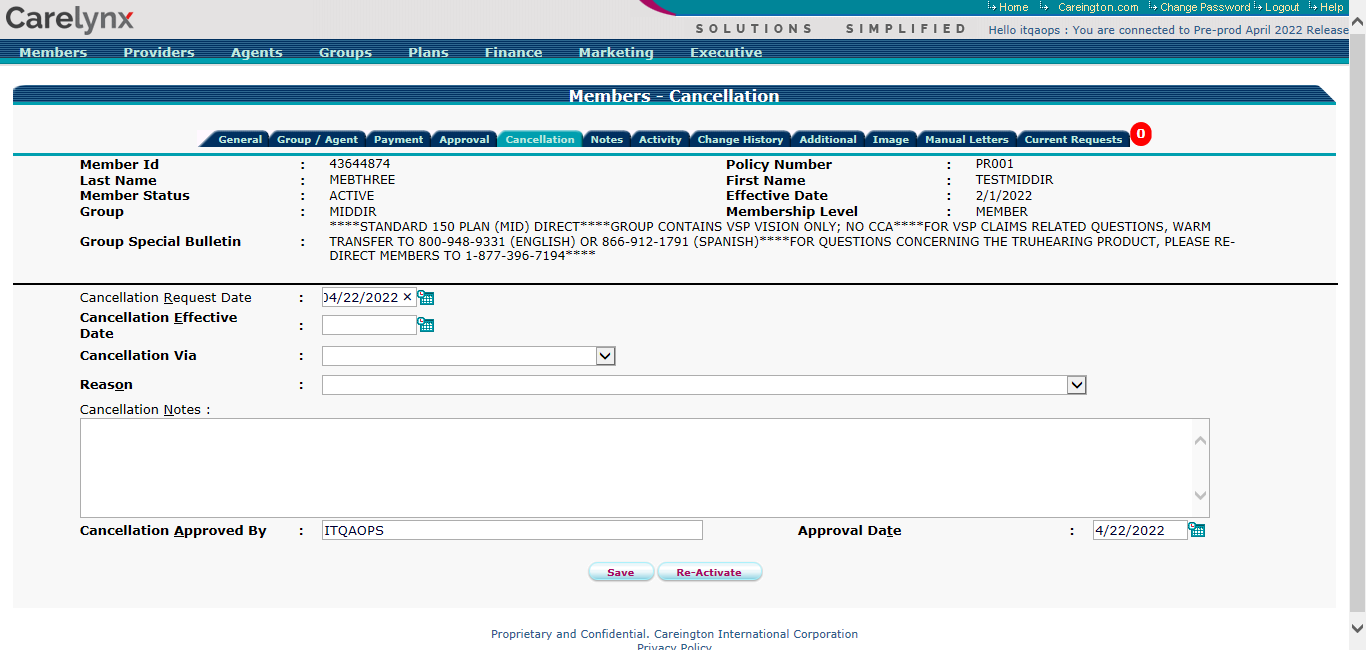 Carelynx
Home Careington.com Change Password Logout Help
SOLUTIONS SIMPLIFIED
Hello itqaops : You are connected to Pre-prod April 2022 Release
Members Providers Agents Groups Plans Finance Marketing Executive
Members - Cancellation
General Group / Agent Payment Approval Cancellation Notes Activity Change History Additional Image Manual Letters Current Requests 0
Member Id : 43644874 Policy Number : PR001
Last Name : MEBTHREE First Name : TESTMIDDIR
Member Status : ACTIVE Effective Date : 2/1/2022
Group : MIDDIR Membership Level : MEMBER
****STANDARD 150 PLAN (MID) DIRECT****GROUP CONTAINS VSP VISION ONLY; NO CCA****FOR VSP CLAIMS RELATED QUESTIONS, WARM
Group Special Bulletin : TRANSFER TO 800-948-9331 (ENGLISH) OR 866-912-1791 (SPANISH)****FOR QUESTIONS CONCERNING THE TRUHEARING PRODUCT, PLEASE RE-
DIRECT MEMBERS TO 1-877-396-7194****
Cancellation Request Date : 04/22/2022 ×
Cancellation Effective
Date :
Cancellation Via :
Reason :
Cancellation Notes :
Cancellation Approved By : ITQAOPS Approval Date : 4/22/2022
Save Re-Activate
Proprietary and Confidential. Careington International Corporation
Privacy Policy